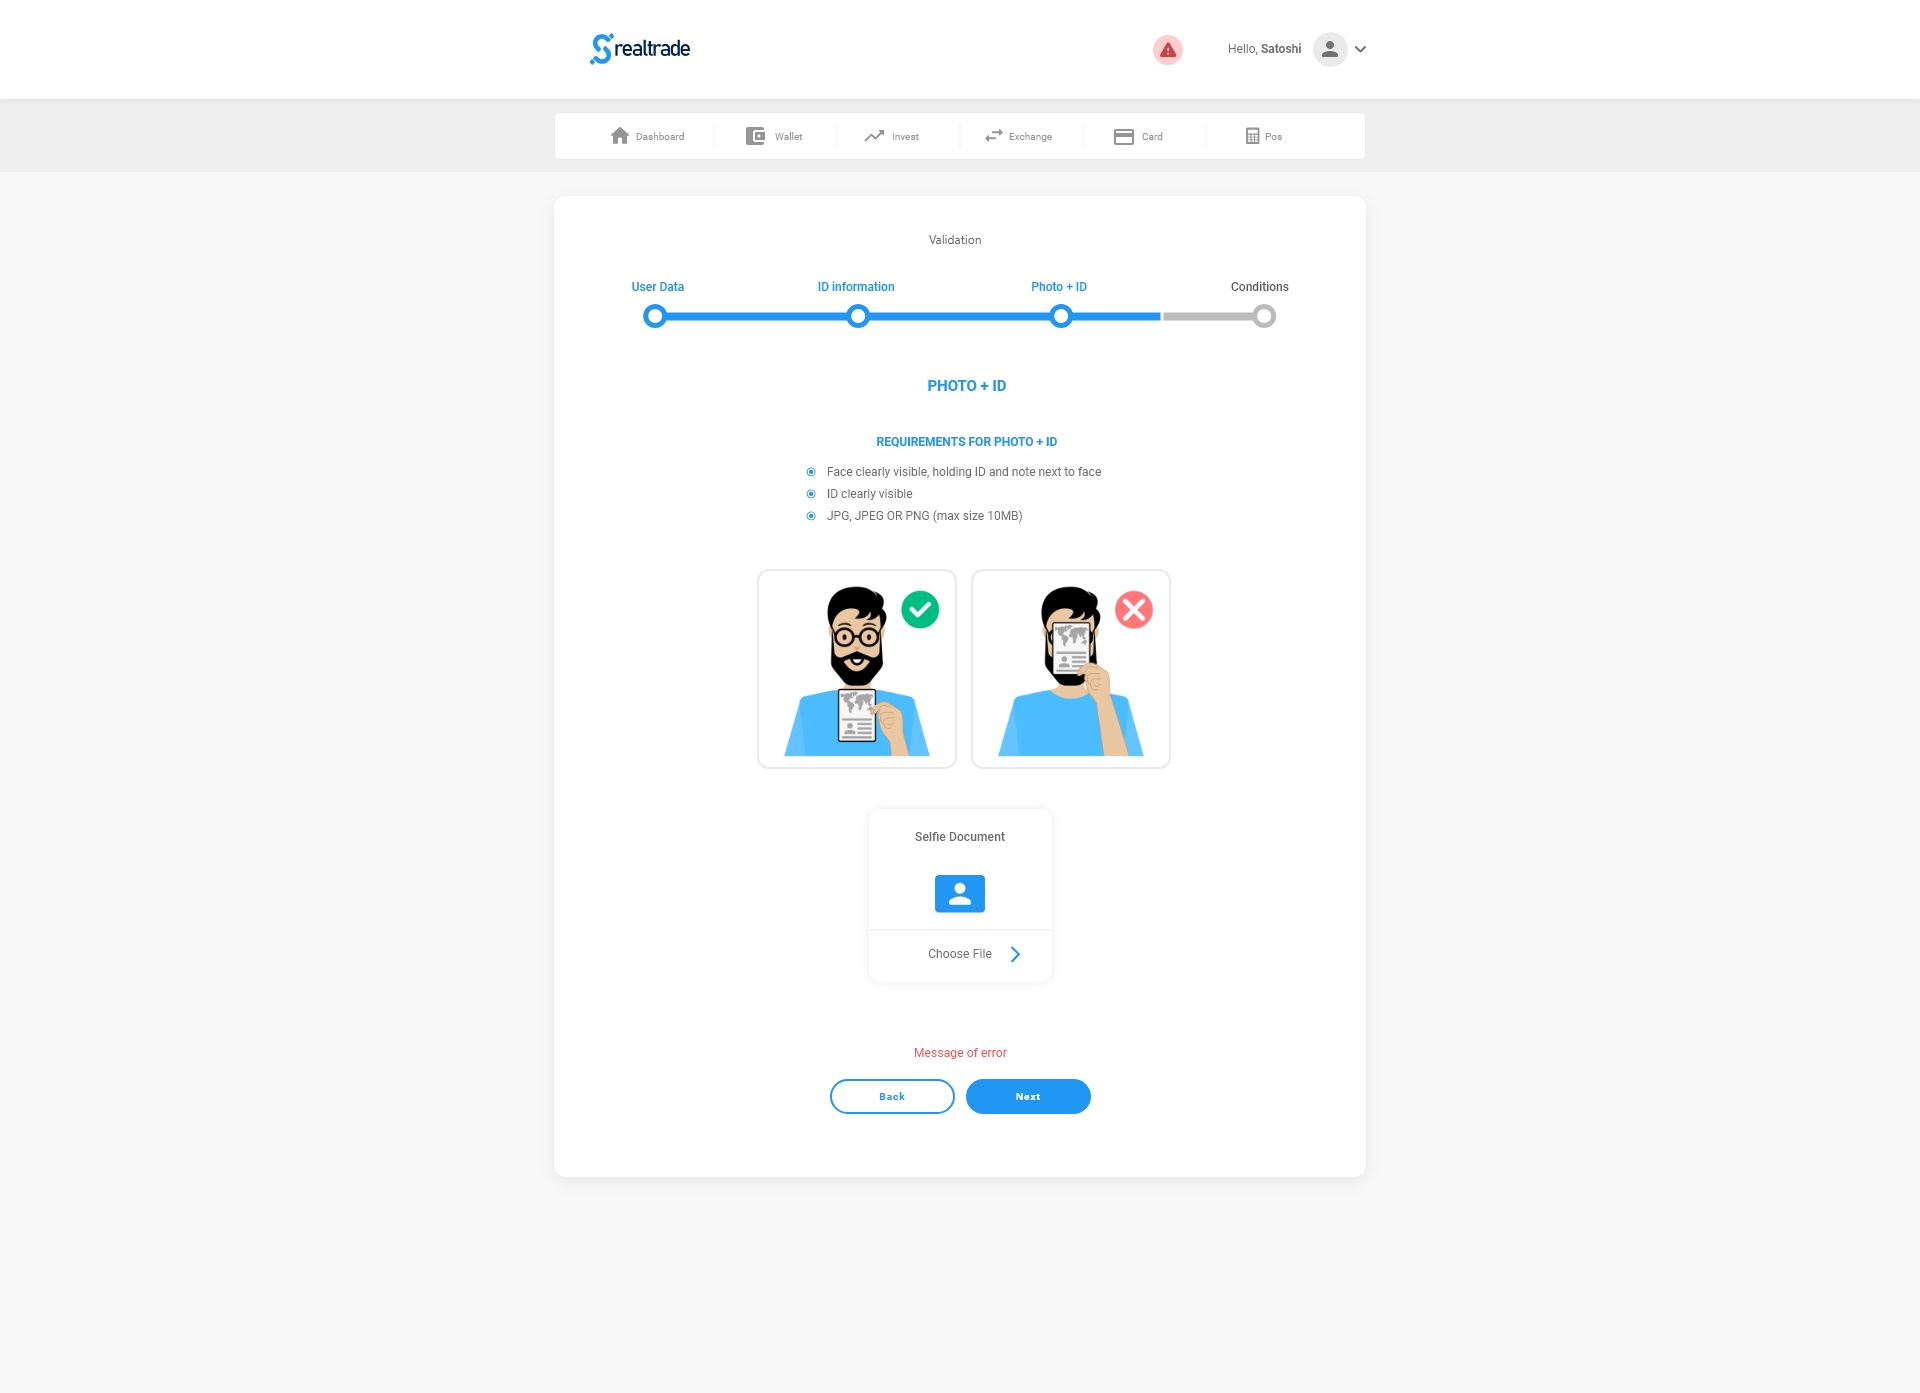 realtrade
Hello, Satoshi
Dashboard
Wallet
Invest
Exchange
Card
Pos
Validation
User Data
ID information
Photo + ID
Conditions
PHOTO + ID
REQUIREMENTS FOR PHOTO + ID
Face clearly visible, holding ID and note next to face
ID clearly visible
JPG, JPEG OR PNG (max size 10MB)
Selfie Document
Choose File
Message of error
Back
Next